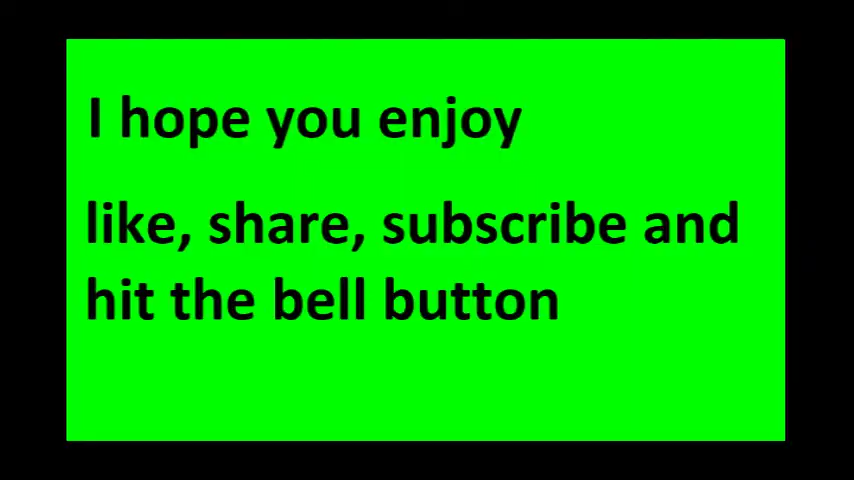 I hope you enjoy
like, share, subscribe and
hit the bell button